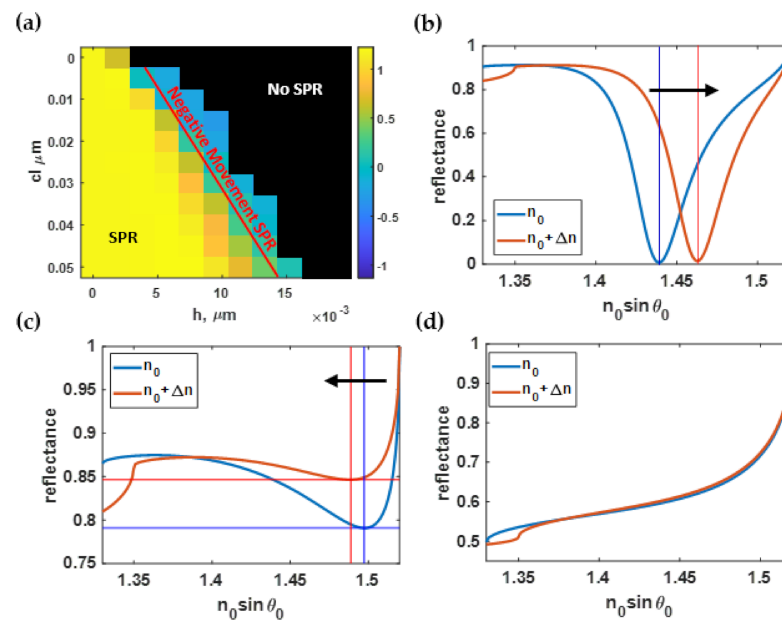 (a)
cl μm
0
0.01
0.02
0.03
0.04
0.05
No SPR
Negative Movement SPR
SPR
0
5
10
15
h, μm
×10⁻³
1
0.5
0
-0.5
-1
(b)
reflectance
1
0.8
0.6
0.4
0.2
0
n₀
n₀+Δn
1.35
1.4
1.45
1.5
n₀sin θ₀
(c)
reflectance
1
0.95
0.9
0.85
0.8
0.75
n₀
n₀+Δn
1.35
1.4
1.45
1.5
n₀sin θ₀
(d)
reflectance
1
0.9
0.8
0.7
0.6
0.5
n₀
n₀+Δn
1.35
1.4
1.45
1.5
n₀sin θ₀